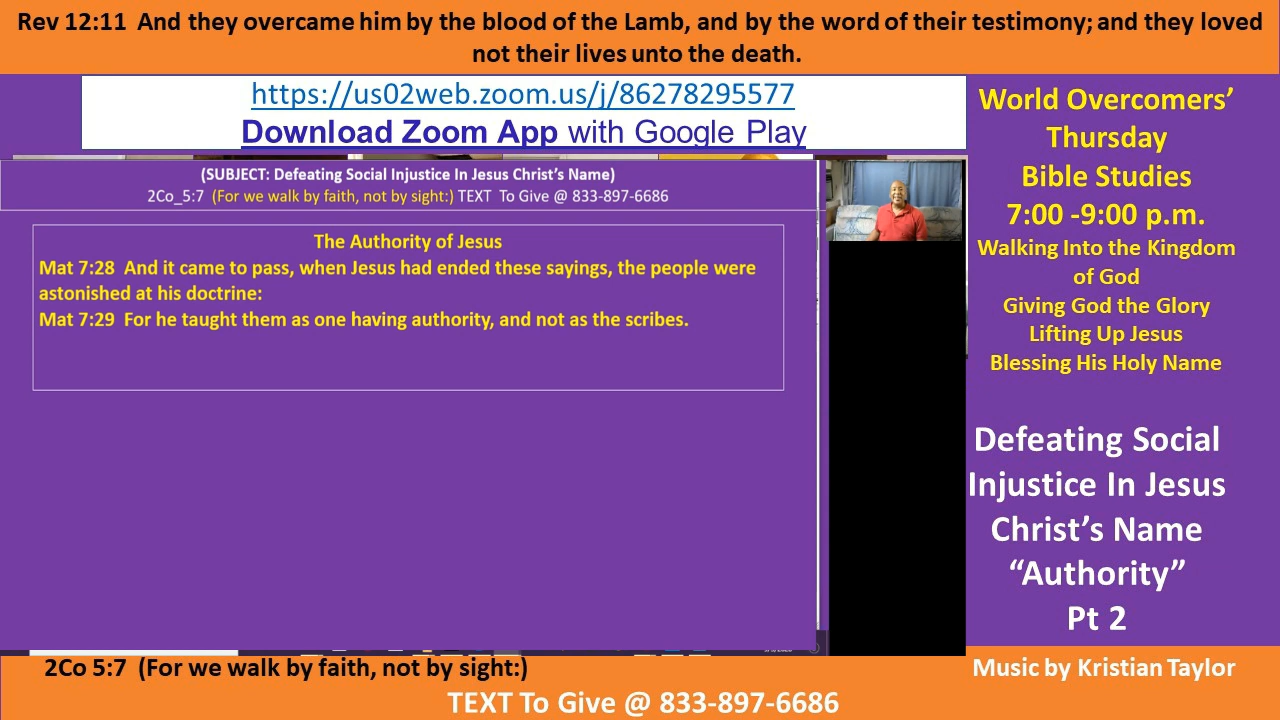 Rev 12:11  And they overcame him by the blood of the Lamb, and by the word of their testimony; and they loved
not their lives unto the death.
https://us02web.zoom.us/j/86278295577
Download Zoom App with Google Play
(SUBJECT: Defeating Social Injustice In Jesus Christ’s Name)
2Co_5:7  (For we walk by faith, not by sight:) TEXT  To Give @ 833-897-6686
The Authority of Jesus
Mat 7:28  And it came to pass, when Jesus had ended these sayings, the people were
astonished at his doctrine:
Mat 7:29  For he taught them as one having authority, and not as the scribes.
World Overcomers’
Thursday
Bible Studies
7:00 -9:00 p.m.
Walking Into the Kingdom
of God
Giving God the Glory
Lifting Up Jesus
Blessing His Holy Name
Defeating Social
Injustice In Jesus
Christ’s Name
“Authority”
Pt 2
2Co 5:7  (For we walk by faith, not by sight:)
Music by Kristian Taylor
TEXT To Give @ 833-897-6686